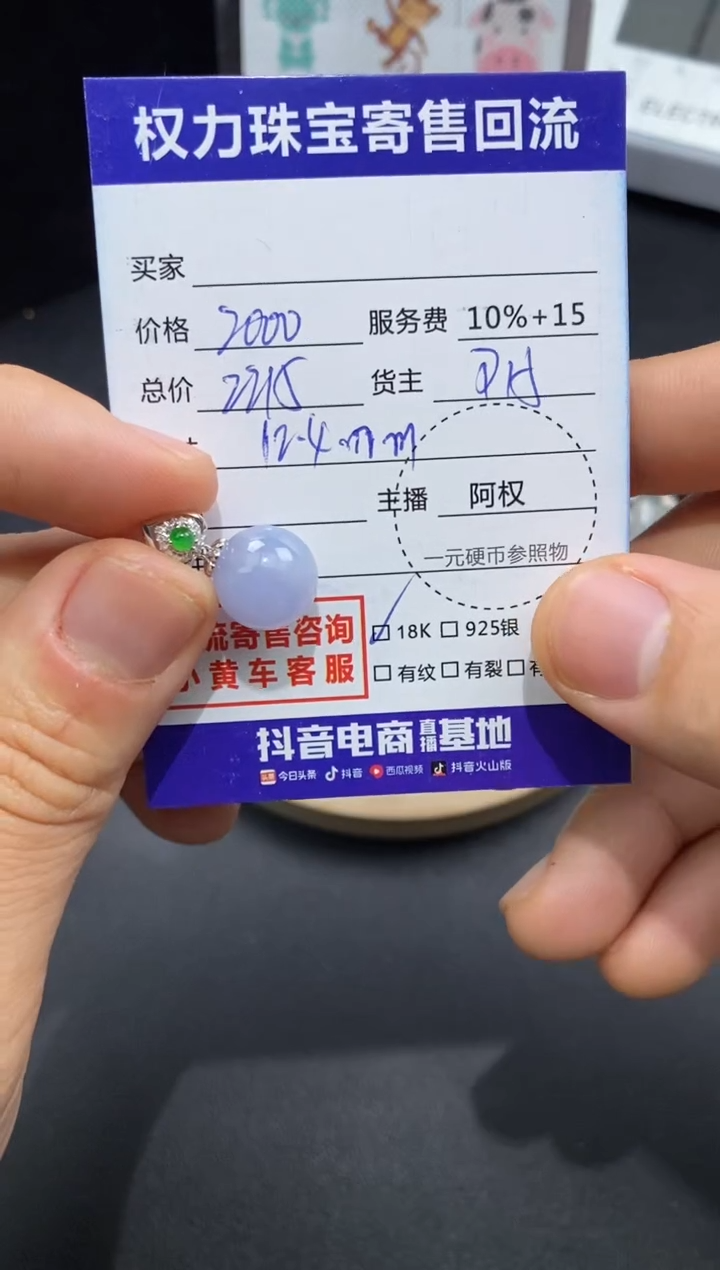 ELECTR
权力珠宝寄售回流
买家
价格 2000 服务费 10%+15
总价 2215 货主
12.4mm
主播 阿权
一元硬币参照物
流寄售咨询 18K 925银
小黄车客服 有纹 有裂
抖音电商直播基地
今日头条 抖音 西瓜视频 抖音火山版